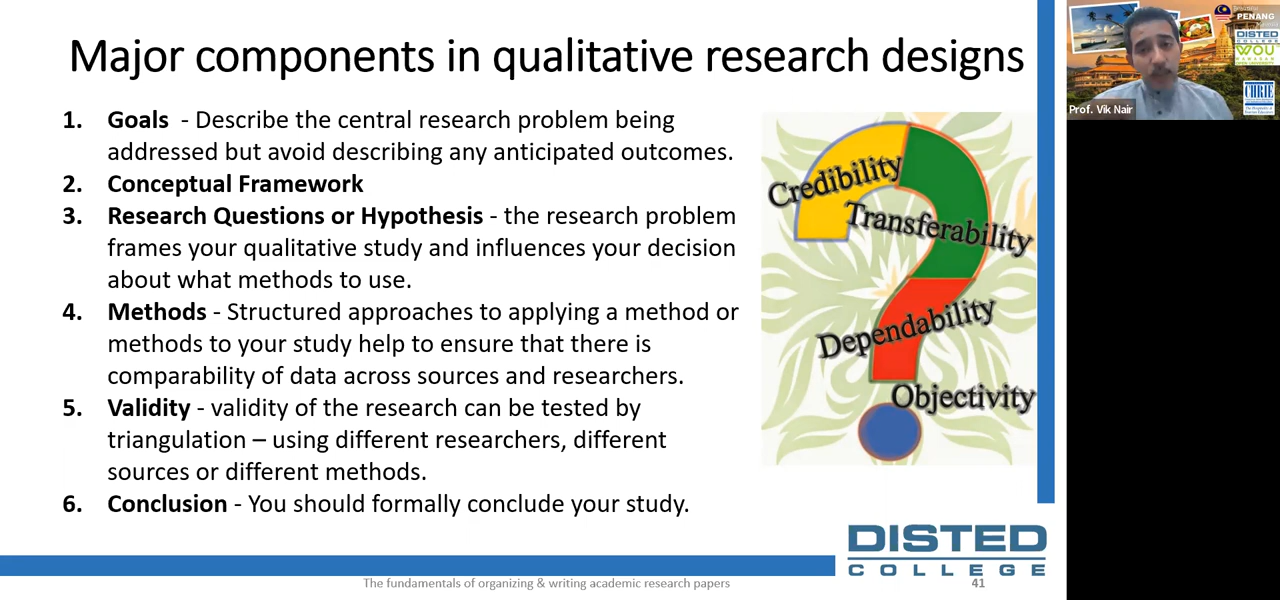 Major components in qualitative research designs
1. Goals - Describe the central research problem being
addressed but avoid describing any anticipated outcomes.
2. Conceptual Framework
3. Research Questions or Hypothesis - the research problem
frames your qualitative study and influences your decision
about what methods to use.
4. Methods - Structured approaches to applying a method or
methods to your study help to ensure that there is
comparability of data across sources and researchers.
5. Validity - validity of the research can be tested by
triangulation – using different researchers, different
sources or different methods.
6. Conclusion - You should formally conclude your study.
Credibility
Transferability
Dependability
Objectivity
DISTED
COLLEGE
The fundamentals of organizing & writing academic research papers
41
PENANG
DISTED
COLLEGE
WOU
CHRIE
Prof. Vik Nair